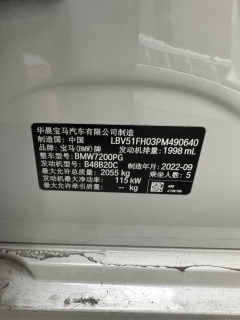 华晨宝马汽车有限公司制造
制造国: 中国 LBV51FH03PM490640
品牌: 宝马(BMW)牌 发动机排量: 1998 mL
整车型号: BMW7200PG
发动机型号: B48B20C 制造年月: 2022-09
最大允许总质量: 2055 kg 乘坐人数: 5
发动机最大净功率: 115 kW
最大允许牵引质量: — kg